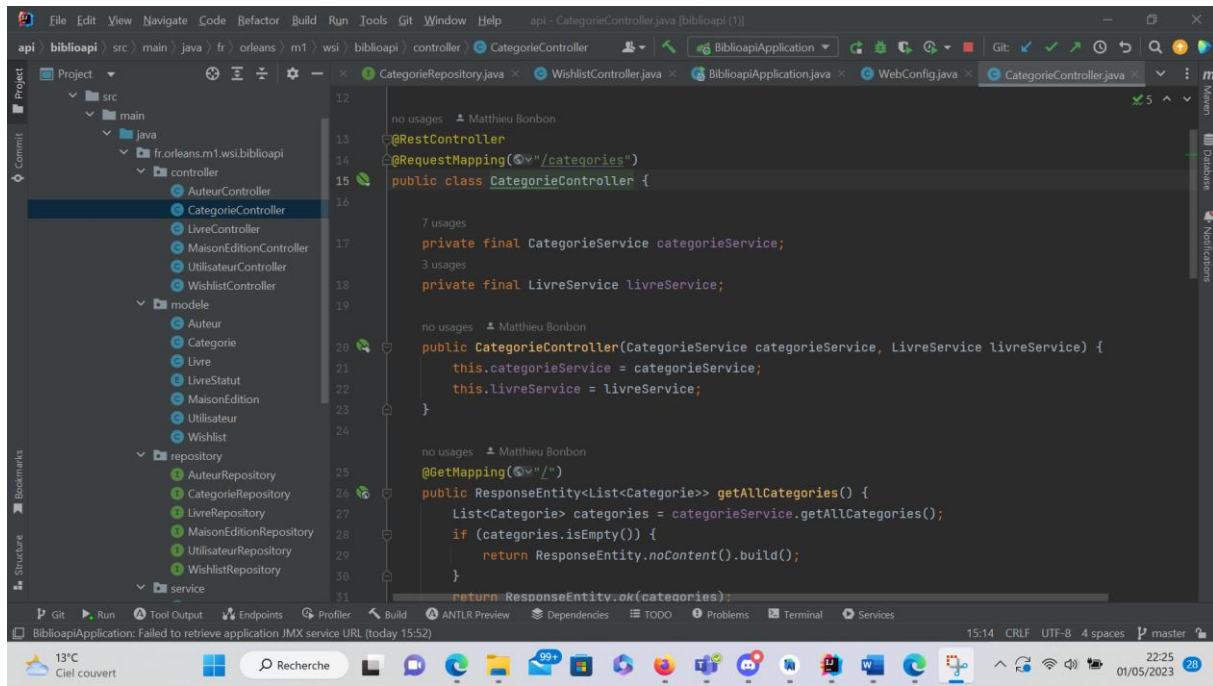 File Edit View Navigate Code Refactor Build Run Tools Git Window Help api - CategorieController.java [biblioapi (1)]
api biblioapi src main java fr orleans m1 wsi biblioapi controller CategorieController BiblioapiApplication Git:
Project CategorieRepository.java WishlistController.java BiblioapiApplication.java WebConfig.java CategorieController.java
Project
Commit
Bookmarks
Structure
src
main
java
fr.orleans.m1.wsi.biblioapi
controller
AuteurController
CategorieController
LivreController
MaisonEditionController
UtilisateurController
WishlistController
modele
Auteur
Categorie
Livre
LivreStatut
MaisonEdition
Utilisateur
Wishlist
repository
AuteurRepository
CategorieRepository
LivreRepository
MaisonEditionRepository
UtilisateurRepository
WishlistRepository
service
5
12
no usages Matthieu Bonbon
13 @RestController
14 @RequestMapping("/categories")
15 public class CategorieController {
16
7 usages
17 private final CategorieService categorieService;
3 usages
18 private final LivreService livreService;
19
no usages Matthieu Bonbon
20 public CategorieController(CategorieService categorieService, LivreService livreService) {
21 this.categorieService = categorieService;
22 this.livreService = livreService;
23 }
24
no usages Matthieu Bonbon
25 @GetMapping("/")
26 public ResponseEntity<List<Categorie>> getAllCategories() {
27 List<Categorie> categories = categorieService.getAllCategories();
28 if (categories.isEmpty()) {
29 return ResponseEntity.noContent().build();
30 }
31 return ResponseEntity.ok(categories);
m
Maven
Database
Notifications
Git Run Tool Output Endpoints Profiler Build ANTLR Preview Dependencies TODO Problems Terminal Services
BiblioapiApplication: Failed to retrieve application JMX service URL (today 15:52) 15:14 CRLF UTF-8 4 spaces master
13°C
Ciel couvert
Recherche
99+
22:25
01/05/2023
28